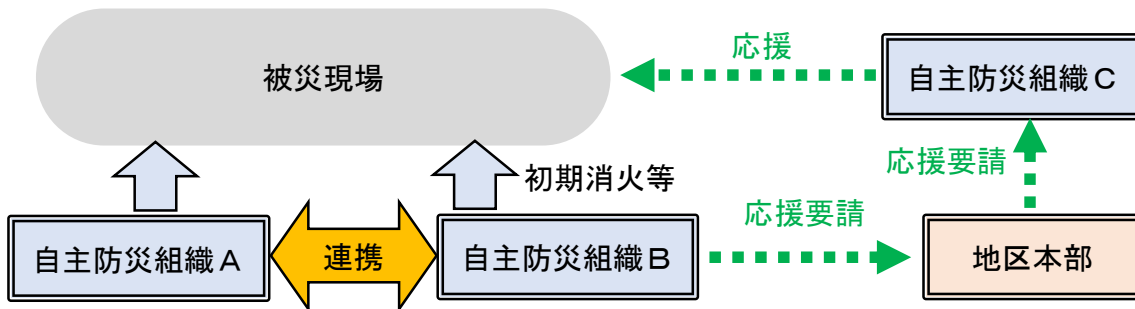 応援
被災現場
自主防災組織C
応援要請
初期消火等
応援要請
自主防災組織A
連携
自主防災組織B
地区本部